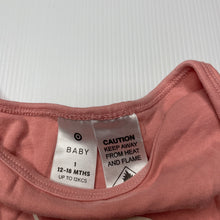 BABY
1
12-18 MTHS
UP TO 12KGS
CAUTION
KEEP AWAY
FROM HEAT
AND FLAME